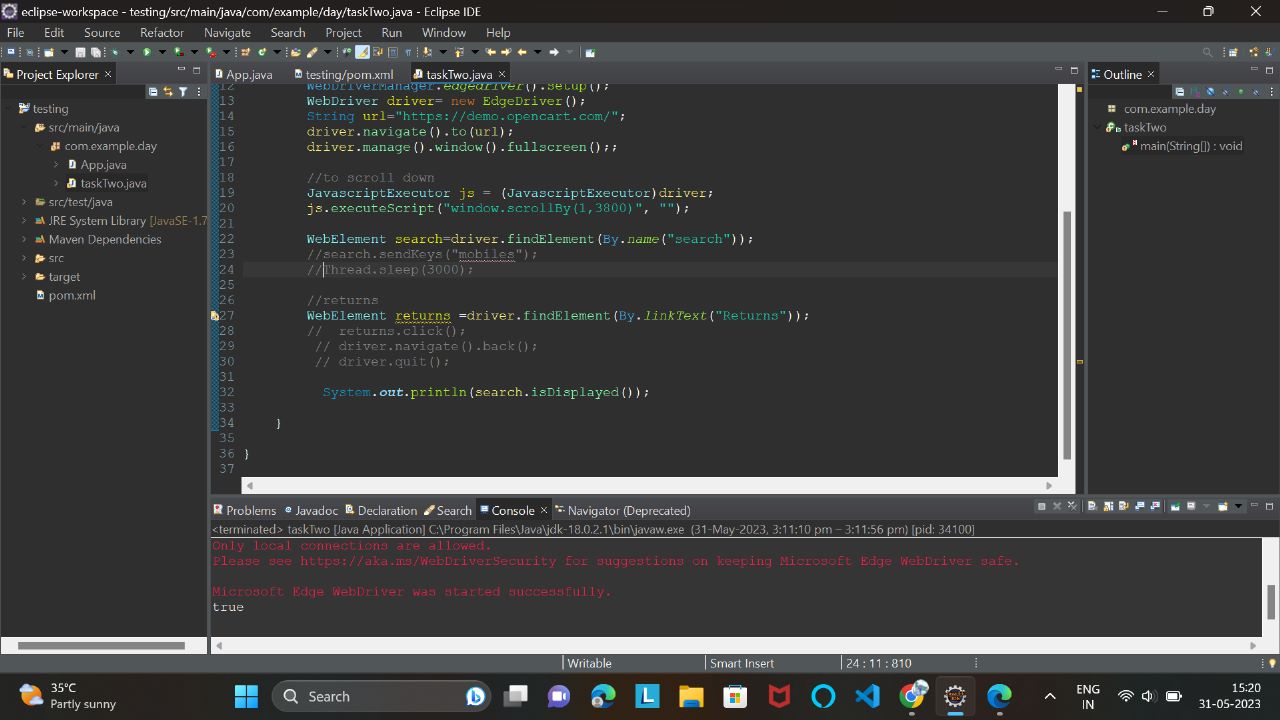 eclipse-workspace - testing/src/main/java/com/example/day/taskTwo.java - Eclipse IDE
File Edit Source Refactor Navigate Search Project Run Window Help
Project Explorer
testing
src/main/java
com.example.day
App.java
taskTwo.java
src/test/java
JRE System Library [JavaSE-1.7
Maven Dependencies
src
target
pom.xml
App.java testing/pom.xml taskTwo.java
12 WebDriverManager.edgedriver().setup();
13 WebDriver driver= new EdgeDriver();
14 String url="https://demo.opencart.com/";
15 driver.navigate().to(url);
16 driver.manage().window().fullscreen();;
17
18 //to scroll down
19 JavascriptExecutor js = (JavascriptExecutor)driver;
20 js.executeScript("window.scrollBy(1,3800)", "");
21
22 WebElement search=driver.findElement(By.name("search"));
23 //search.sendKeys("mobiles");
24 //Thread.sleep(3000);
25
26 //returns
27 WebElement returns =driver.findElement(By.linkText("Returns"));
28 // returns.click();
29 // driver.navigate().back();
30 // driver.quit();
31
32 System.out.println(search.isDisplayed());
33
34 }
35
36 }
37
Outline
com.example.day
taskTwo
main(String[]) : void
Problems Javadoc Declaration Search Console Navigator (Deprecated)
<terminated> taskTwo [Java Application] C:\Program Files\Java\jdk-18.0.2.1\bin\javaw.exe (31-May-2023, 3:11:10 pm – 3:11:56 pm) [pid: 34100]
Only local connections are allowed.
Please see https://aka.ms/WebDriverSecurity for suggestions on keeping Microsoft Edge WebDriver safe.
Microsoft Edge WebDriver was started successfully.
true
Writable Smart Insert 24 : 11 : 810
35°C
Partly sunny
Search
ENG
IN
15:20
31-05-2023